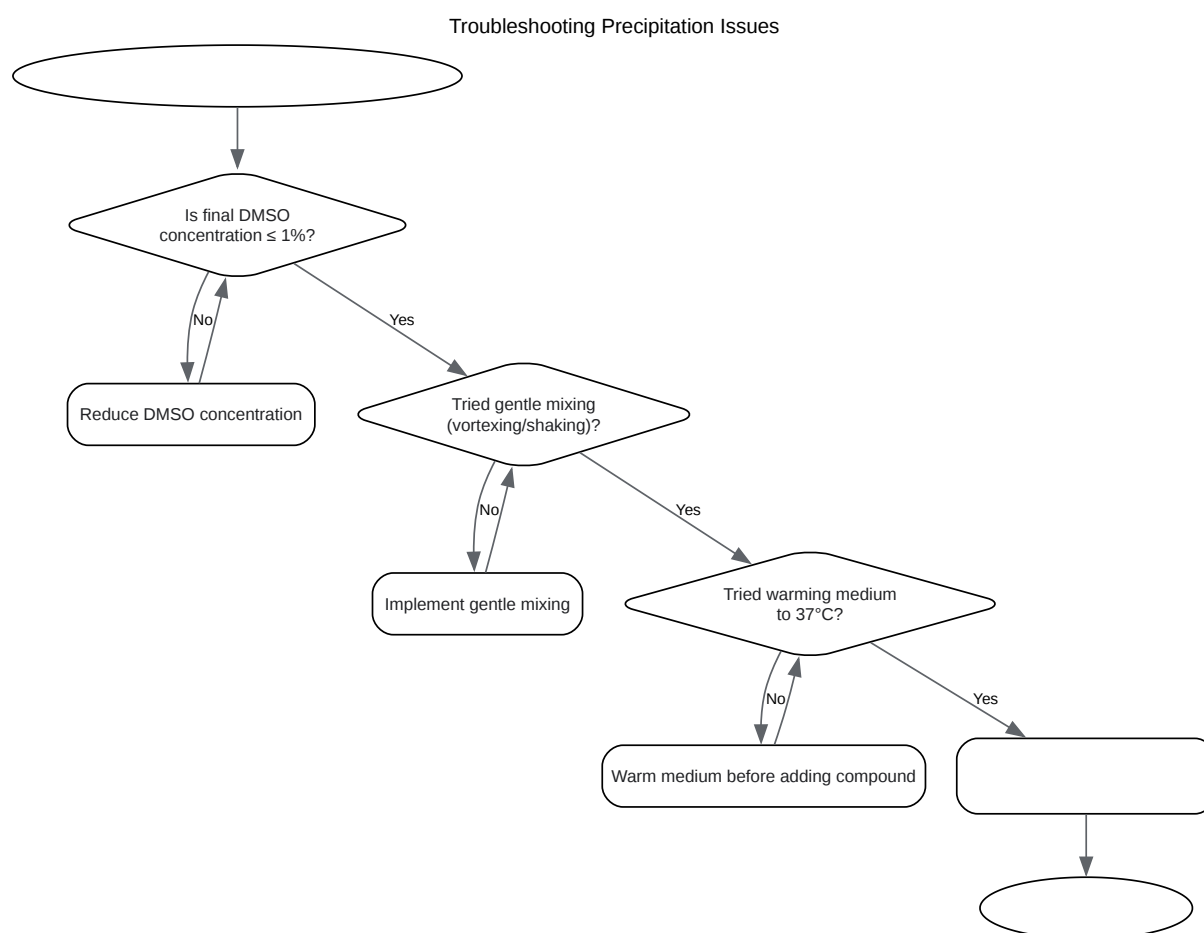 Troubleshooting Precipitation Issues
Is final DMSO
concentration ≤ 1%?
No
Yes
Reduce DMSO concentration
Tried gentle mixing
(vortexing/shaking)?
No
Yes
Implement gentle mixing
Tried warming medium
to 37°C?
No
Yes
Warm medium before adding compound